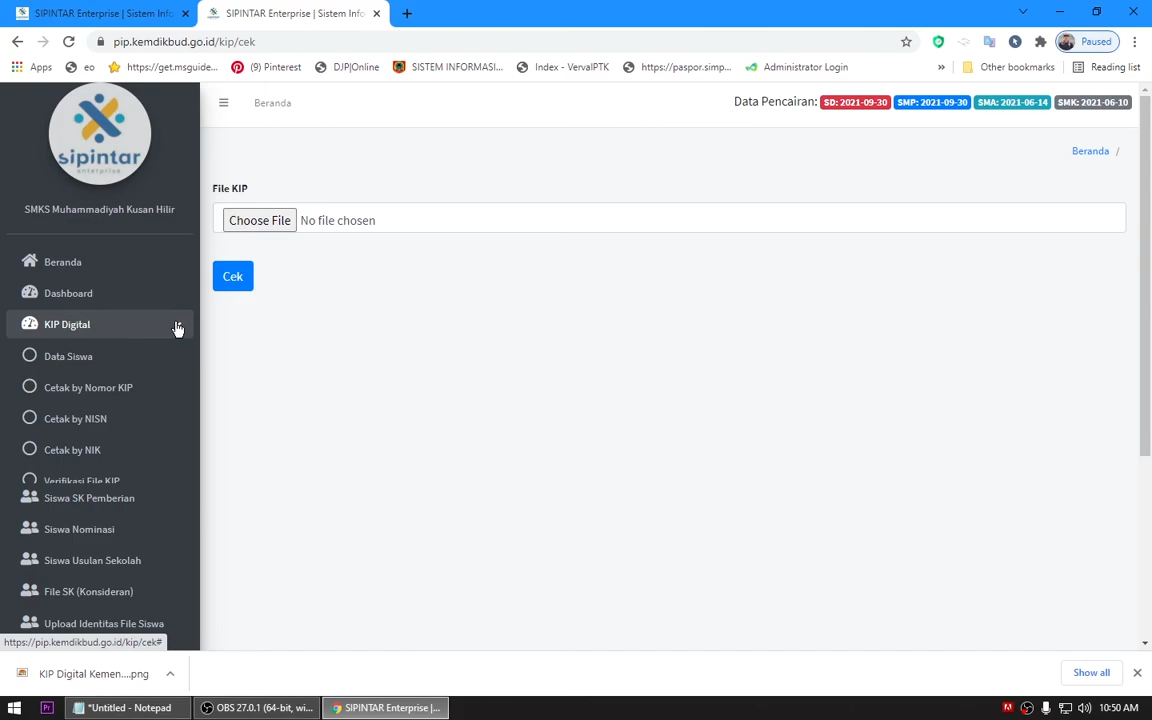 SIPINTAR Enterprise | Sistem Info
SIPINTAR Enterprise | Sistem Info
pip.kemdikbud.go.id/kip/cek
Paused
Apps
eo
https://get.msguide...
(9) Pinterest
DJP|Online
SISTEM INFORMASI...
Index - VervalPTK
https://paspor.simp...
Administrator Login
»
Other bookmarks
Reading list
sipintar
enterprise
SMKS Muhammadiyah Kusan Hilir
Beranda
Dashboard
KIP Digital
Data Siswa
Cetak by Nomor KIP
Cetak by NISN
Cetak by NIK
Verifikasi File KIP
Siswa SK Pemberian
Siswa Nominasi
Siswa Usulan Sekolah
File SK (Konsideran)
Upload Identitas File Siswa
https://pip.kemdikbud.go.id/kip/cek#
Beranda
Data Pencairan: SD: 2021-09-30 SMP: 2021-09-30 SMA: 2021-06-14 SMK: 2021-06-10
Beranda /
File KIP
Choose File No file chosen
Cek
KIP Digital Kemen....png
Show all
*Untitled - Notepad
OBS 27.0.1 (64-bit, wi...
SIPINTAR Enterprise |...
10:50 AM